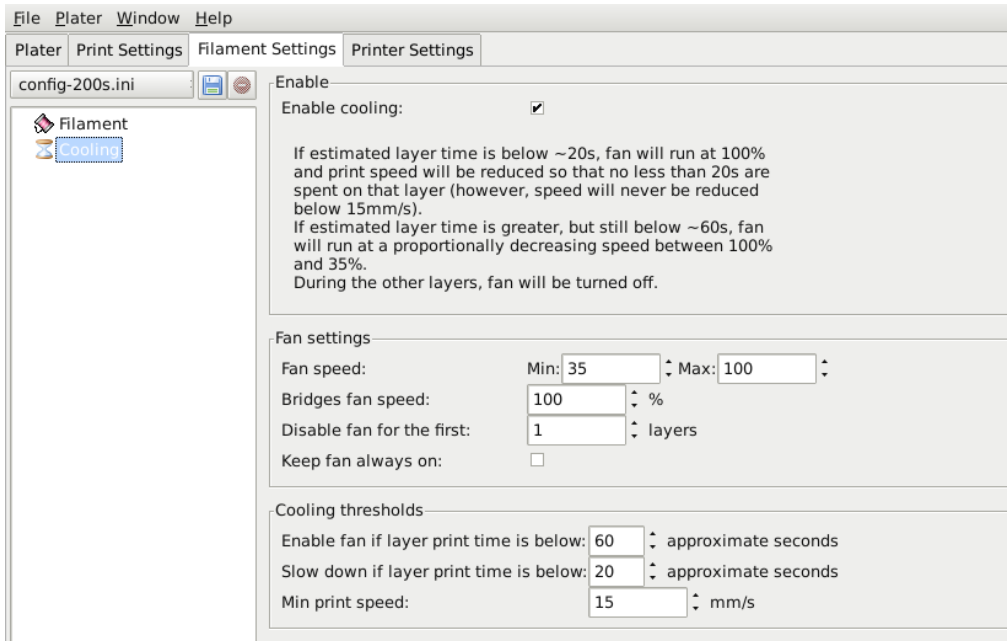 File Plater Window Help
Plater Print Settings Filament Settings Printer Settings
config-200s.ini
Filament
Cooling
Enable
Enable cooling:
If estimated layer time is below ~20s, fan will run at 100%
and print speed will be reduced so that no less than 20s are
spent on that layer (however, speed will never be reduced
below 15mm/s).
If estimated layer time is greater, but still below ~60s, fan
will run at a proportionally decreasing speed between 100%
and 35%.
During the other layers, fan will be turned off.
Fan settings
Fan speed: Min: 35 Max: 100
Bridges fan speed: 100 %
Disable fan for the first: 1 layers
Keep fan always on:
Cooling thresholds
Enable fan if layer print time is below: 60 approximate seconds
Slow down if layer print time is below: 20 approximate seconds
Min print speed: 15 mm/s